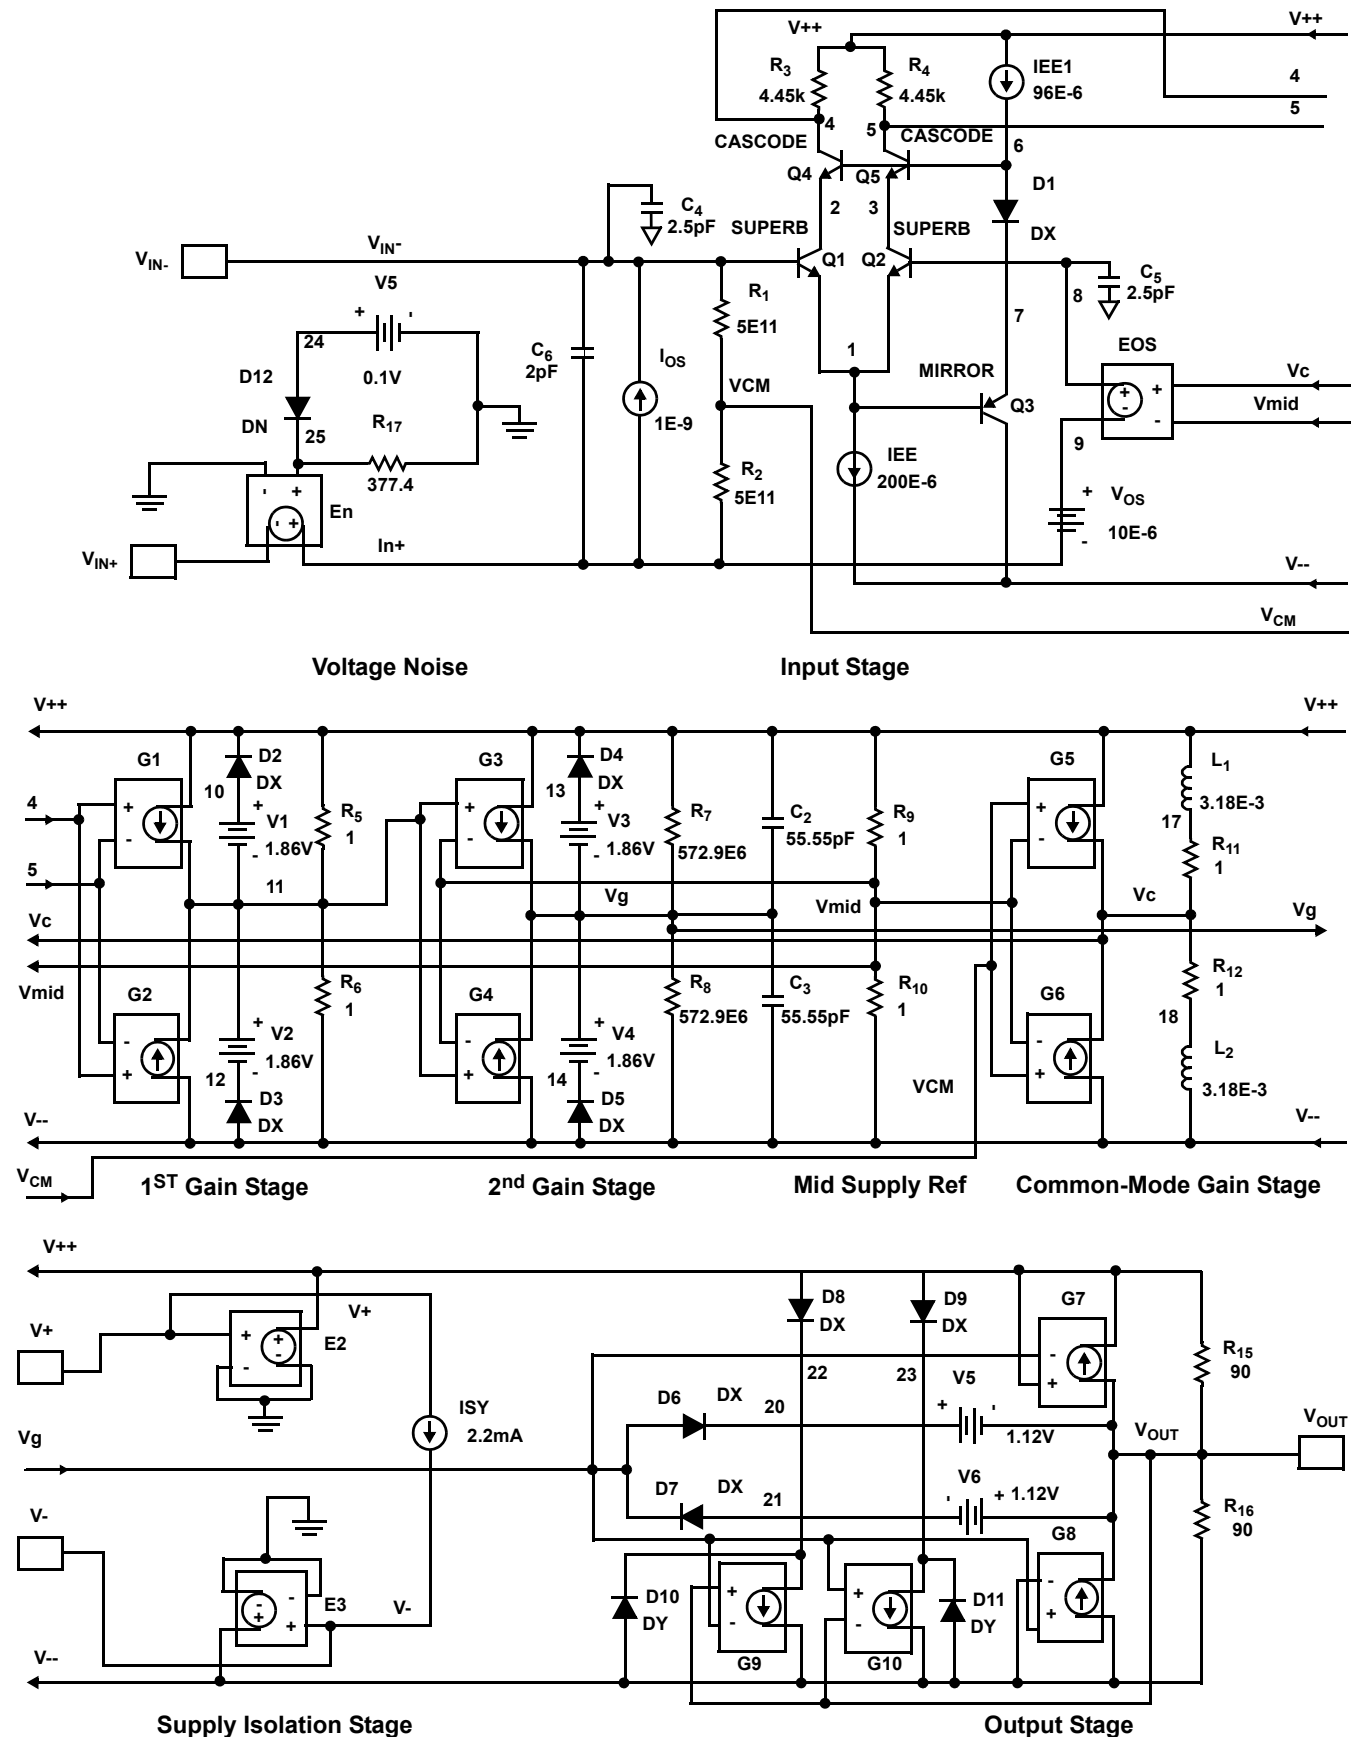 V++
V++
R3
4.45k
R4
4.45k
IEE1
96E-6
4
5
4
5
6
CASCODE
CASCODE
Q4
Q5
D1
DX
2
3
C4
2.5pF
SUPERB
SUPERB
VIN-
VIN-
Q1
Q2
V5
+
-
24
0.1V
R1
5E11
8
C5
2.5pF
7
EOS
1
C6
2pF
IOS
1E-9
VCM
MIRROR
Q3
+
-
+
-
Vc
Vmid
D12
DN
25
R17
377.4
9
R2
5E11
IEE
200E-6
+
VOS
10E-6
-
- +
En
- +
In+
VIN+
V--
VCM
Voltage Noise
Input Stage
V++
V++
G1
D2
DX
10
+
V1
- 1.86V
R5
1
G3
D4
DX
13
+
V3
- 1.86V
R7
572.9E6
C2
55.55pF
R9
1
G5
L1
3.18E-3
17
R11
1
4
+
-
+
-
+
-
5
11
Vg
Vmid
Vc
Vc
Vg
Vmid
G2
R6
1
G4
R8
572.9E6
C3
55.55pF
R10
1
G6
R12
1
18
-
+
+
V2
- 1.86V
12
D3
DX
-
+
+
V4
- 1.86V
14
D5
DX
-
+
L2
3.18E-3
VCM
V--
V--
VCM
1ST Gain Stage
2nd Gain Stage
Mid Supply Ref
Common-Mode Gain Stage
V++
V+
V+
+
-
+
-
E2
D8
DX
D9
DX
G7
-
+
R15
90
22
23
D6
DX
20
+
V5
-
1.12V
ISY
2.2mA
Vg
VOUT
VOUT
D7
DX
21
-
V6
+ 1.12V
R16
90
V-
G8
-
+
-
+
-
+
E3
V-
D10
DY
+
-
G9
+
-
G10
D11
DY
V--
Supply Isolation Stage
Output Stage